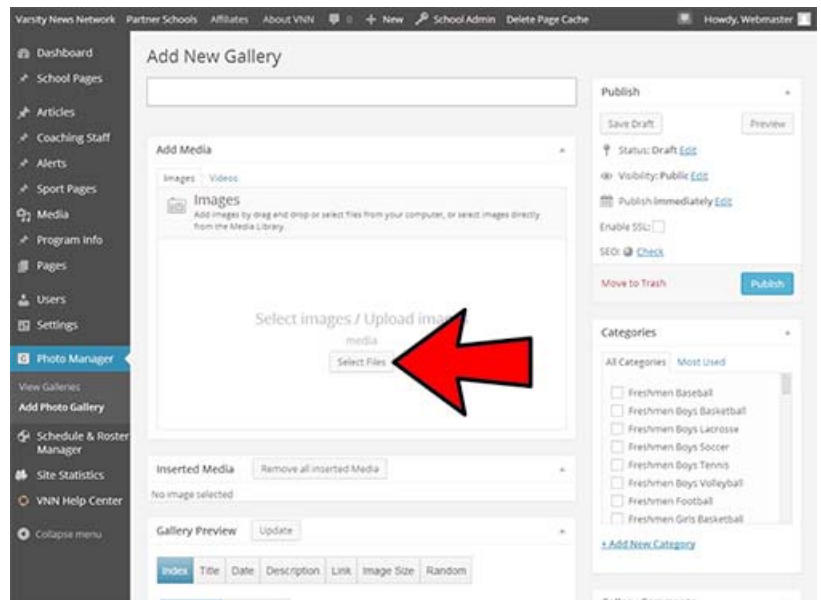 Varsity News Network Partner Schools Affiliates About VNN 0 + New School Admin Delete Page Cache Howdy, Webmaster
Dashboard
School Pages
Articles
Coaching Staff
Alerts
Sport Pages
Media
Program Info
Pages
Users
Settings
Photo Manager
View Galleries
Add Photo Gallery
Schedule & Roster
Manager
Site Statistics
VNN Help Center
Collapse menu
Add New Gallery
Add Media
Images Videos
Images
Add images by drag and drop or select files from your computer, or select images directly
from the Media Library.
Select images / Upload images
media
Select Files
Inserted Media Remove all inserted Media
No image selected
Gallery Preview Update
Index Title Date Description Link Image Size Random
Publish
Save Draft Preview
Status: Draft Edit
Visibility: Public Edit
Publish immediately Edit
Enable SSL:
SEO: Check
Move to Trash Publish
Categories
All Categories Most Used
Freshmen Baseball
Freshmen Boys Basketball
Freshmen Boys Lacrosse
Freshmen Boys Soccer
Freshmen Boys Tennis
Freshmen Boys Volleyball
Freshmen Football
Freshmen Girls Basketball
+ Add New Category